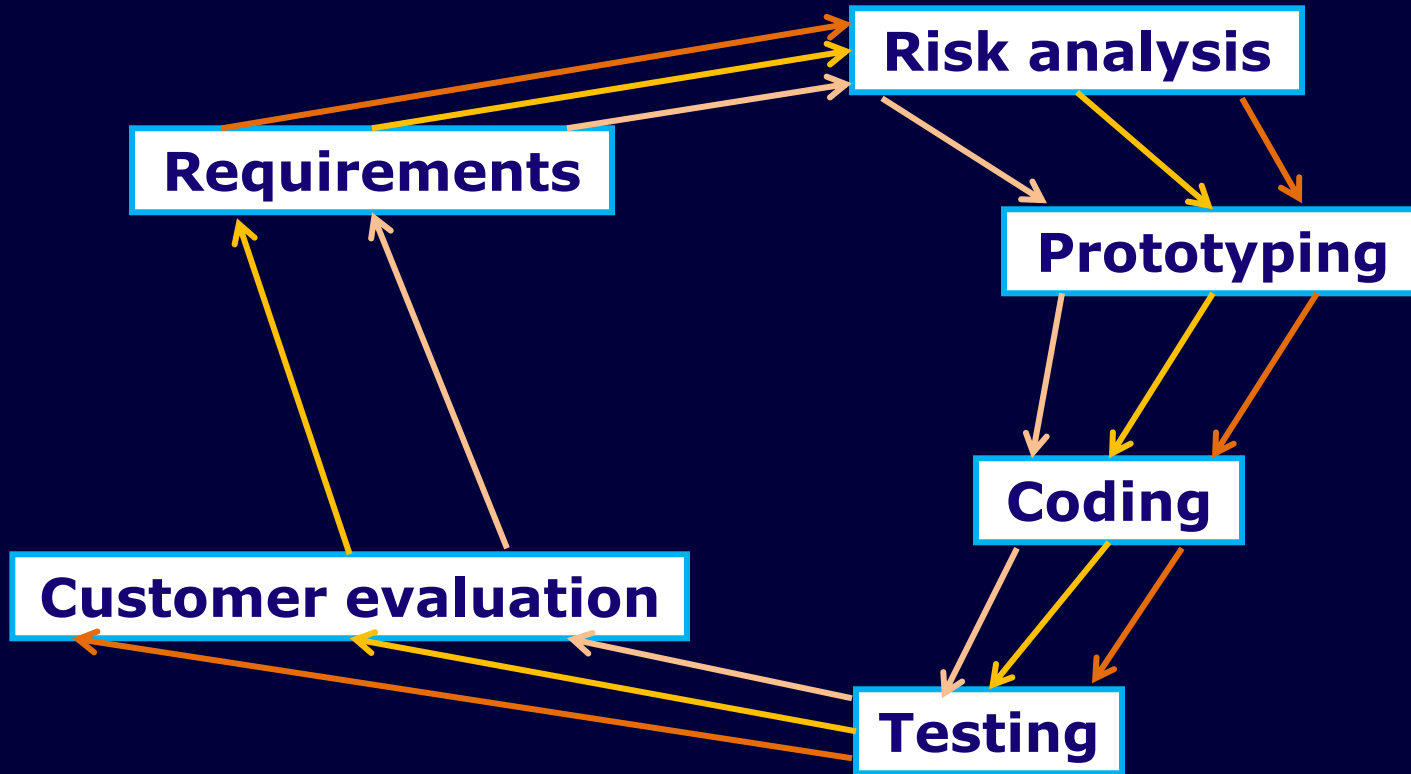 Risk analysis
Requirements
Prototyping
Coding
Customer evaluation
Testing